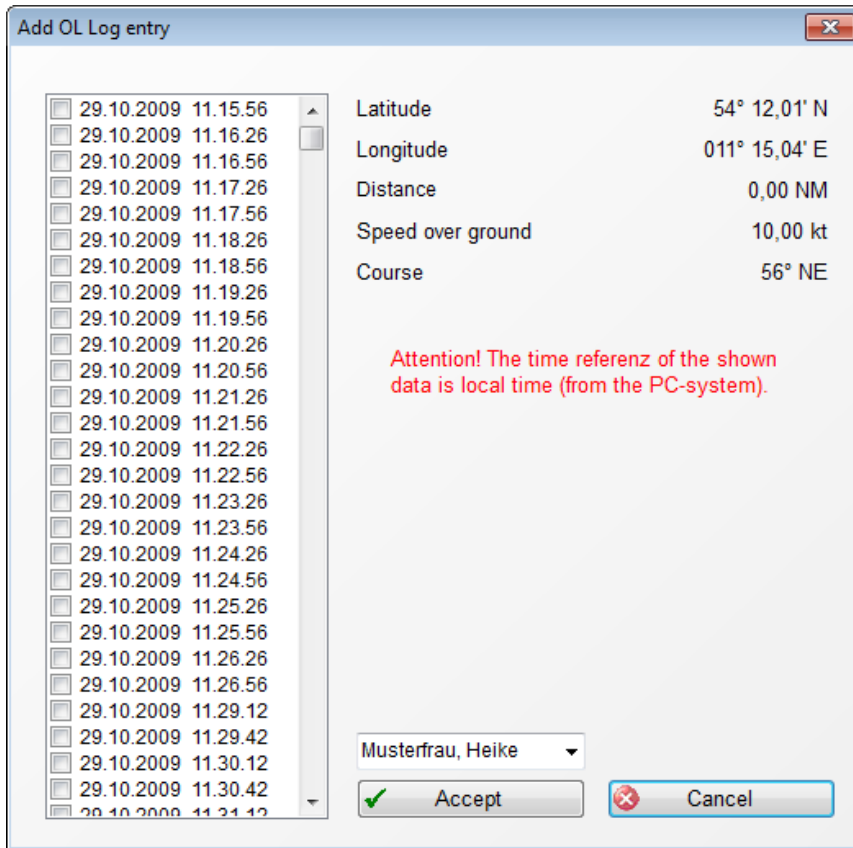 Add OL Log entry
29.10.2009 11.15.56
29.10.2009 11.16.26
29.10.2009 11.16.56
29.10.2009 11.17.26
29.10.2009 11.17.56
29.10.2009 11.18.26
29.10.2009 11.18.56
29.10.2009 11.19.26
29.10.2009 11.19.56
29.10.2009 11.20.26
29.10.2009 11.20.56
29.10.2009 11.21.26
29.10.2009 11.21.56
29.10.2009 11.22.26
29.10.2009 11.22.56
29.10.2009 11.23.26
29.10.2009 11.23.56
29.10.2009 11.24.26
29.10.2009 11.24.56
29.10.2009 11.25.26
29.10.2009 11.25.56
29.10.2009 11.26.26
29.10.2009 11.26.56
29.10.2009 11.29.12
29.10.2009 11.29.42
29.10.2009 11.30.12
29.10.2009 11.30.42
29.10.2009 11.31.12
Latitude 54° 12,01' N
Longitude 011° 15,04' E
Distance 0,00 NM
Speed over ground 10,00 kt
Course 56° NE
Attention! The time referenz of the shown
data is local time (from the PC-system).
Musterfrau, Heike
Accept Cancel